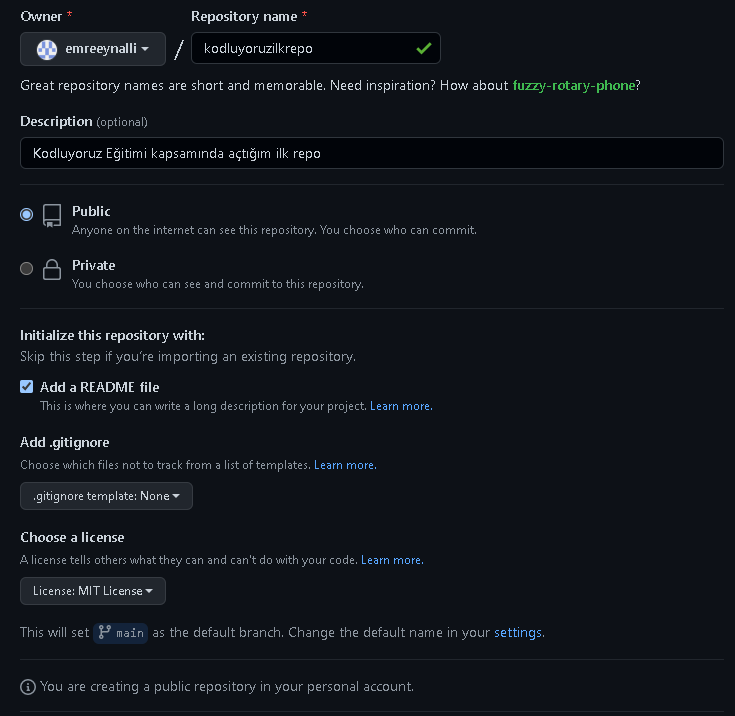 Owner * Repository name *
emreeynalli / kodluyoruzilkrepo
Great repository names are short and memorable. Need inspiration? How about fuzzy-rotary-phone?
Description (optional)
Kodluyoruz Eğitimi kapsamında açtığım ilk repo
Public
Anyone on the internet can see this repository. You choose who can commit.
Private
You choose who can see and commit to this repository.
Initialize this repository with:
Skip this step if you're importing an existing repository.
Add a README file
This is where you can write a long description for your project. Learn more.
Add .gitignore
Choose which files not to track from a list of templates. Learn more.
.gitignore template: None
Choose a license
A license tells others what they can and can't do with your code. Learn more.
License: MIT License
This will set main as the default branch. Change the default name in your settings.
You are creating a public repository in your personal account.